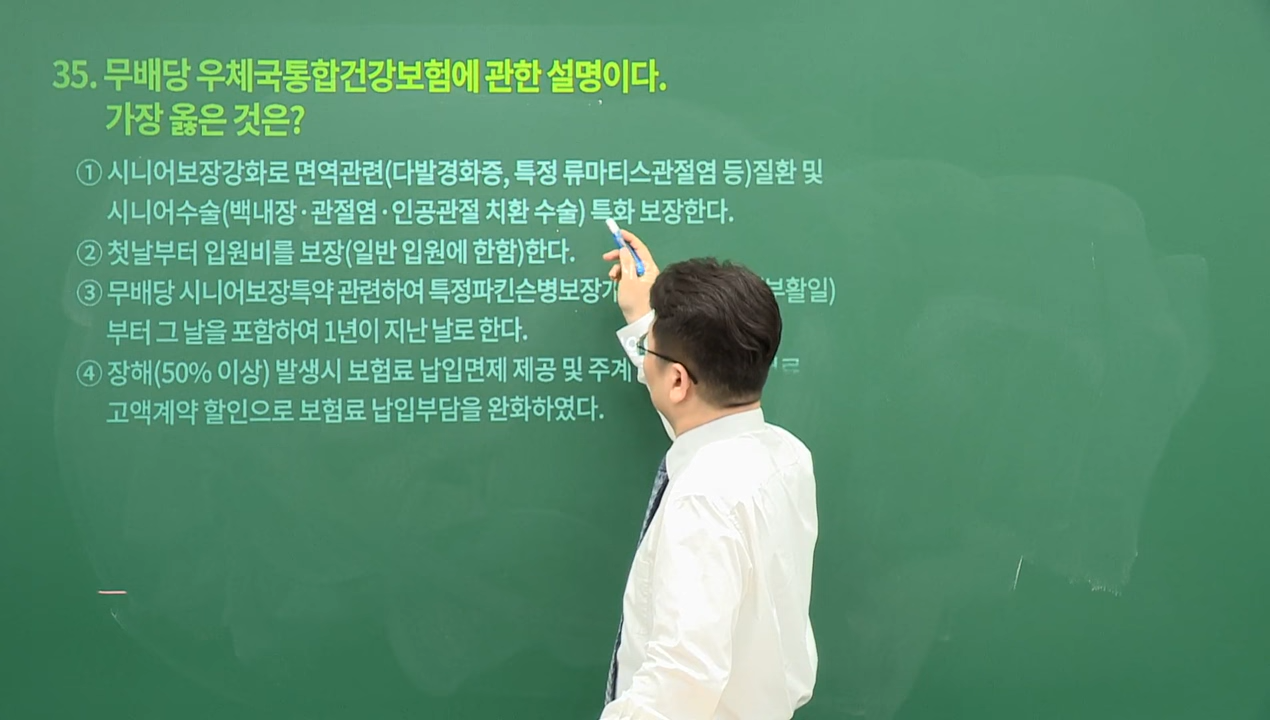 35. 무배당 우체국통합건강보험에 관한 설명이다.
가장 옳은 것은?
① 시니어보장강화로 면역관련(다발경화증, 특정 류마티스관절염 등)질환 및
시니어수술(백내장·관절염·인공관절 치환 수술) 특화 보장한다.
② 첫날부터 입원비를 보장(일반 입원에 한함)한다.
③ 무배당 시니어보장특약 관련하여 특정파킨슨병보장개 부활일)
부터 그 날을 포함하여 1년이 지난 날로 한다.
④ 장해(50% 이상) 발생시 보험료 납입면제 제공 및 주계
고액계약 할인으로 보험료 납입부담을 완화하였다.